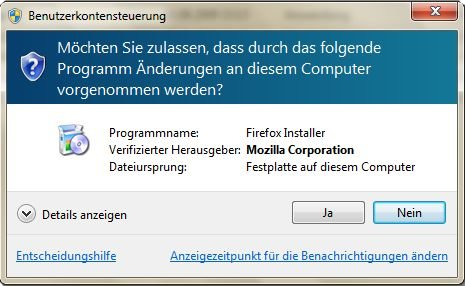 Benutzerkontensteuerung
Möchten Sie zulassen, dass durch das folgende
Programm Änderungen an diesem Computer
vorgenommen werden?
Programmname: Firefox Installer
Verifizierter Herausgeber: Mozilla Corporation
Dateiursprung: Festplatte auf diesem Computer
Details anzeigen
Ja
Nein
Entscheidungshilfe
Anzeigezeitpunkt für die Benachrichtigungen ändern